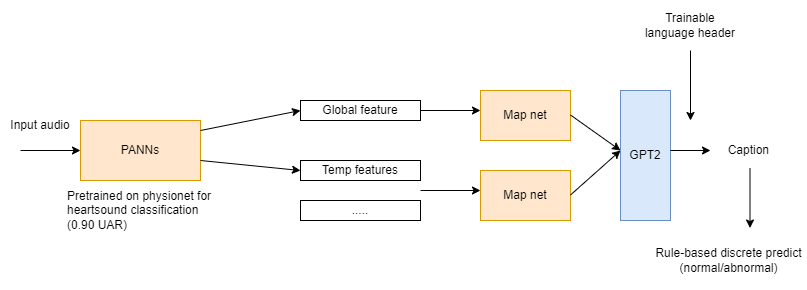 Trainable
language header
Input audio
PANNs
Pretrained on physionet for
heartsound classification
(0.90 UAR)
Global feature
Temp features
.....
Map net
Map net
GPT2
Caption
Rule-based discrete predict
(normal/abnormal)